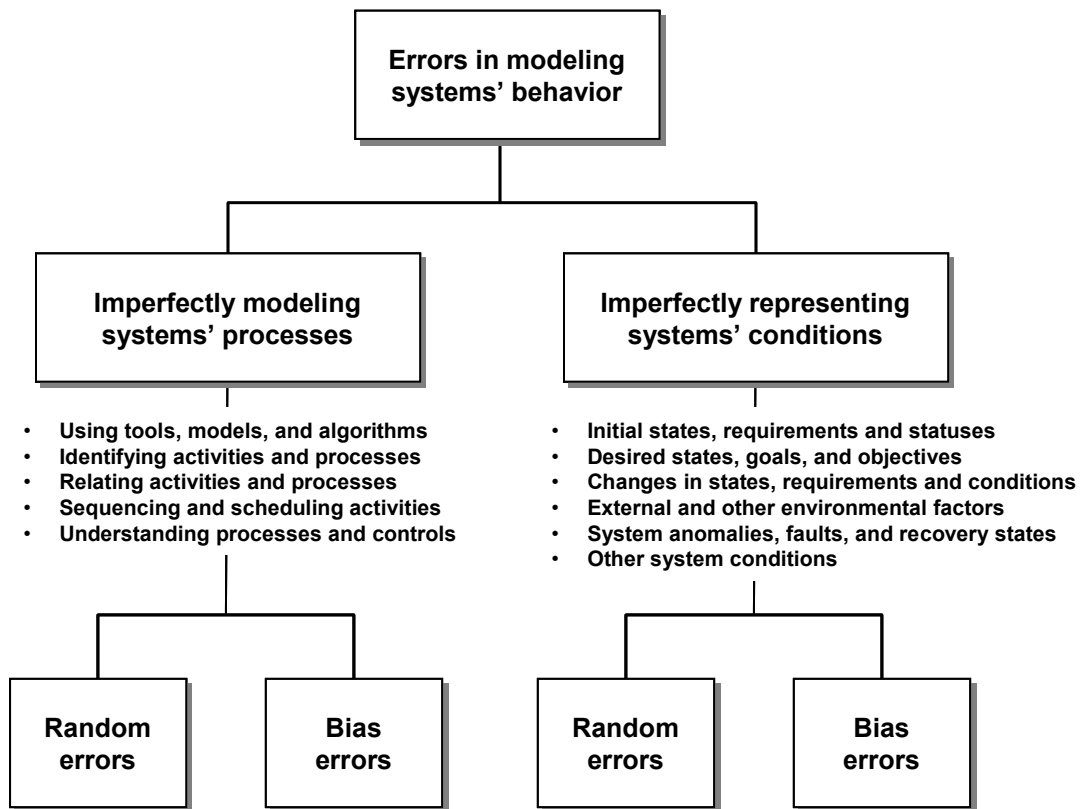 Errors in modeling
systems’ behavior
Imperfectly modeling
systems’ processes
Imperfectly representing
systems’ conditions
• Using tools, models, and algorithms
• Identifying activities and processes
• Relating activities and processes
• Sequencing and scheduling activities
• Understanding processes and controls
• Initial states, requirements and statuses
• Desired states, goals, and objectives
• Changes in states, requirements and conditions
• External and other environmental factors
• System anomalies, faults, and recovery states
• Other system conditions
Random
errors
Bias
errors
Random
errors
Bias
errors